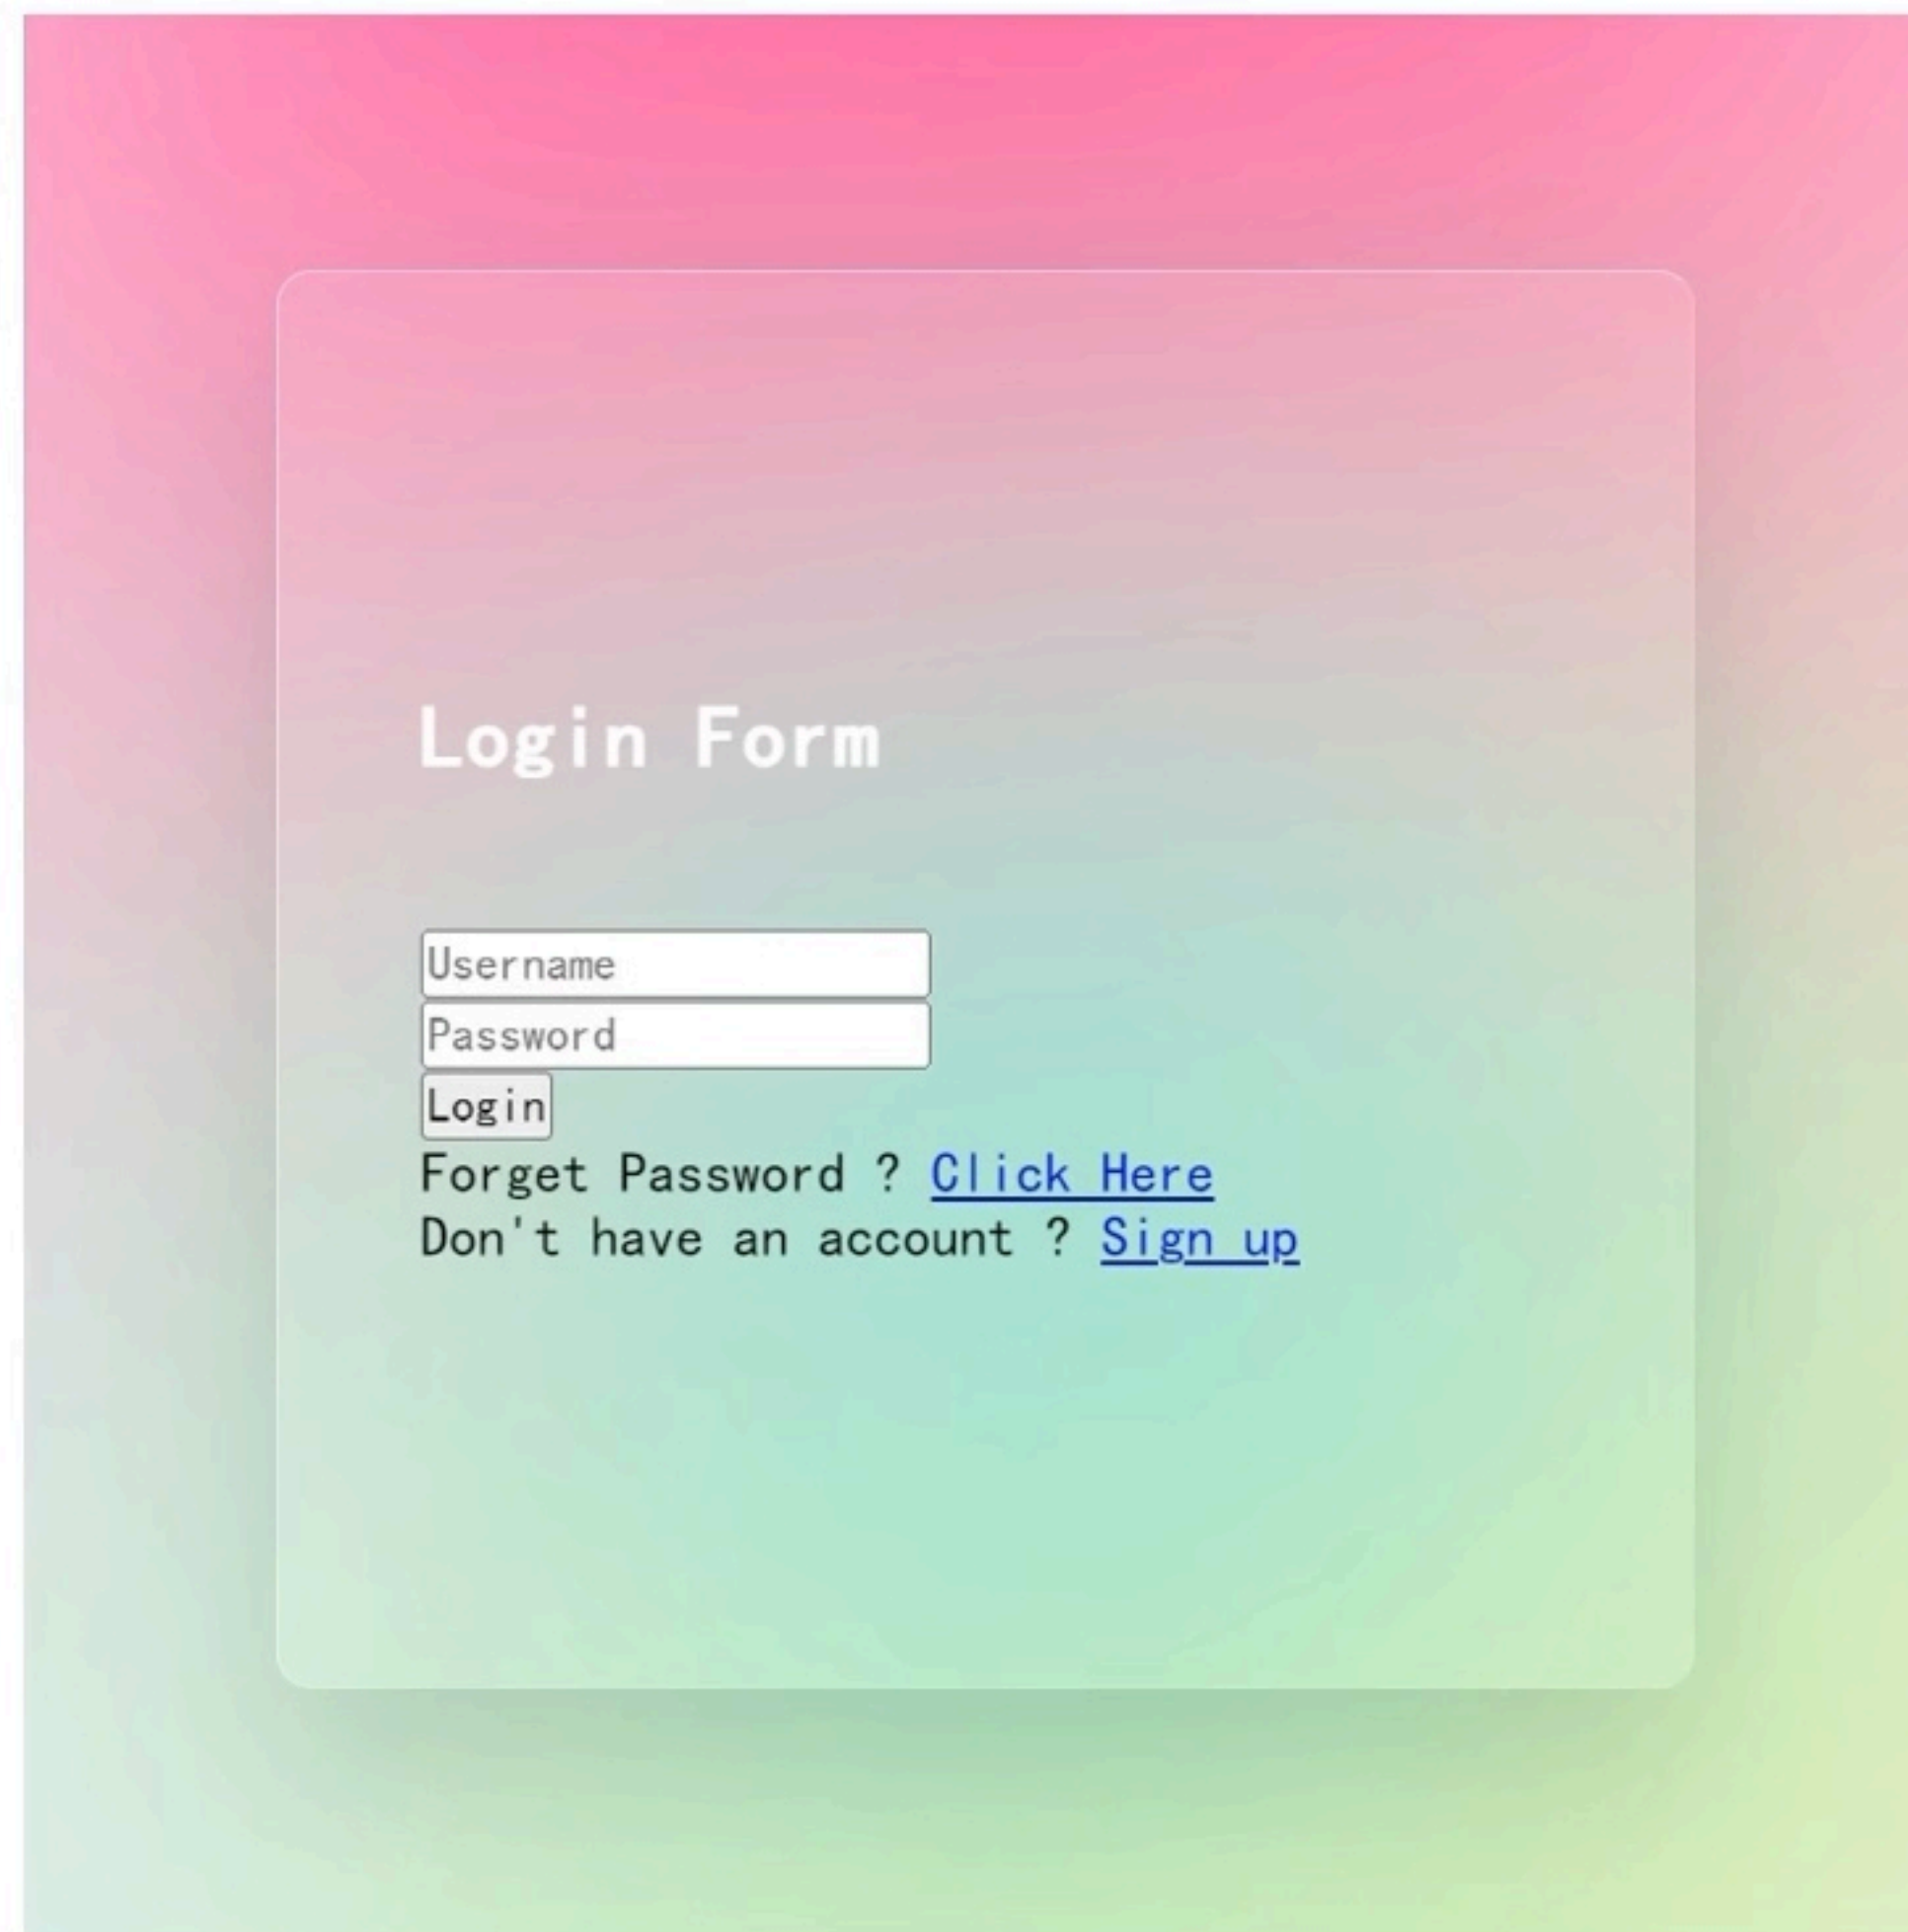 Login Form
Username
Password
Login
Forget Password ? Click Here
Don't have an account ? Sign up